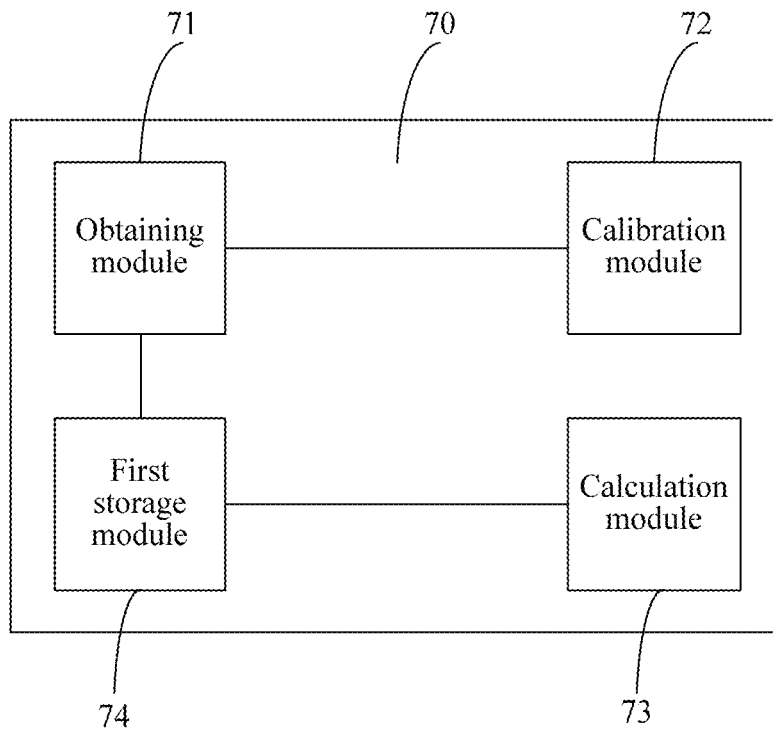 71
70
72
Obtaining
module
Calibration
module
First
storage
module
Calculation
module
74
73